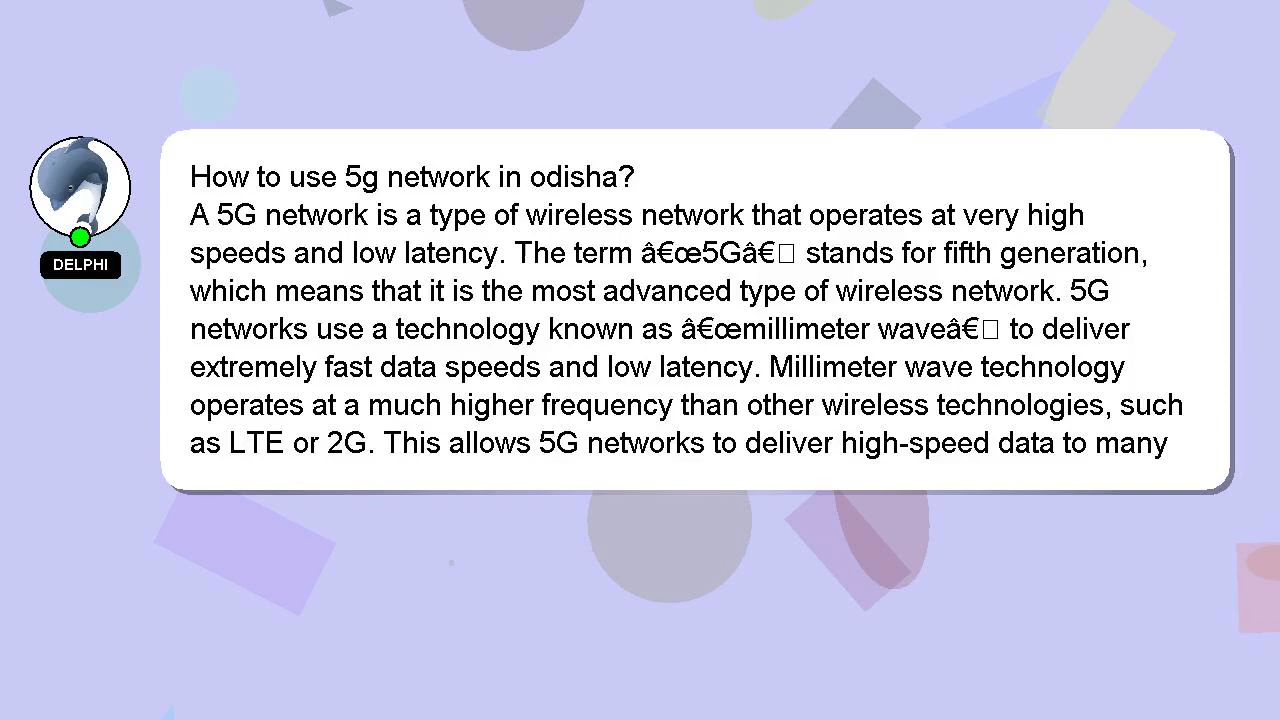 How to use 5g network in odisha?
A 5G network is a type of wireless network that operates at very high
speeds and low latency. The term â€œ5Gâ€□ stands for fifth generation,
which means that it is the most advanced type of wireless network. 5G
networks use a technology known as â€œmillimeter waveâ€□ to deliver
extremely fast data speeds and low latency. Millimeter wave technology
operates at a much higher frequency than other wireless technologies, such
as LTE or 2G. This allows 5G networks to deliver high-speed data to many
DELPHI